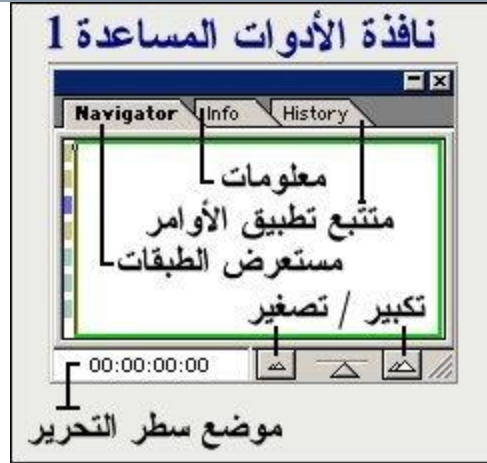 نافذة الأدوات المساعدة 1
Navigator Info History
معلومات
متتبع تطبيق الأوامر
مستعرض الطبقات
تكبير / تصغير
00:00:00:00
موضع سطر التحرير